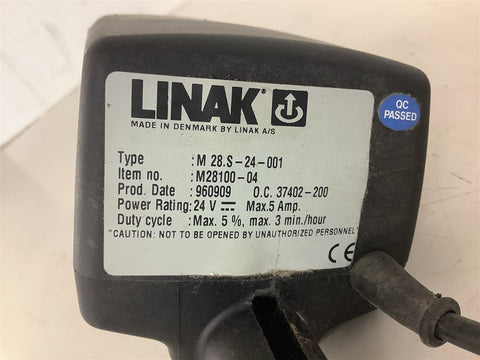 LINAK®
MADE IN DENMARK BY LINAK A/S
QC
PASSED
Type : M 28.S-24-001
Item no. : M28100-04
Prod. Date : 960909 O.C. 37402-200
Power Rating: 24 V ⎓ Max.5 Amp.
Duty cycle : Max. 5 %, max. 3 min./hour
"CAUTION: NOT TO BE OPENED BY UNAUTHORIZED PERSONNEL"
CE